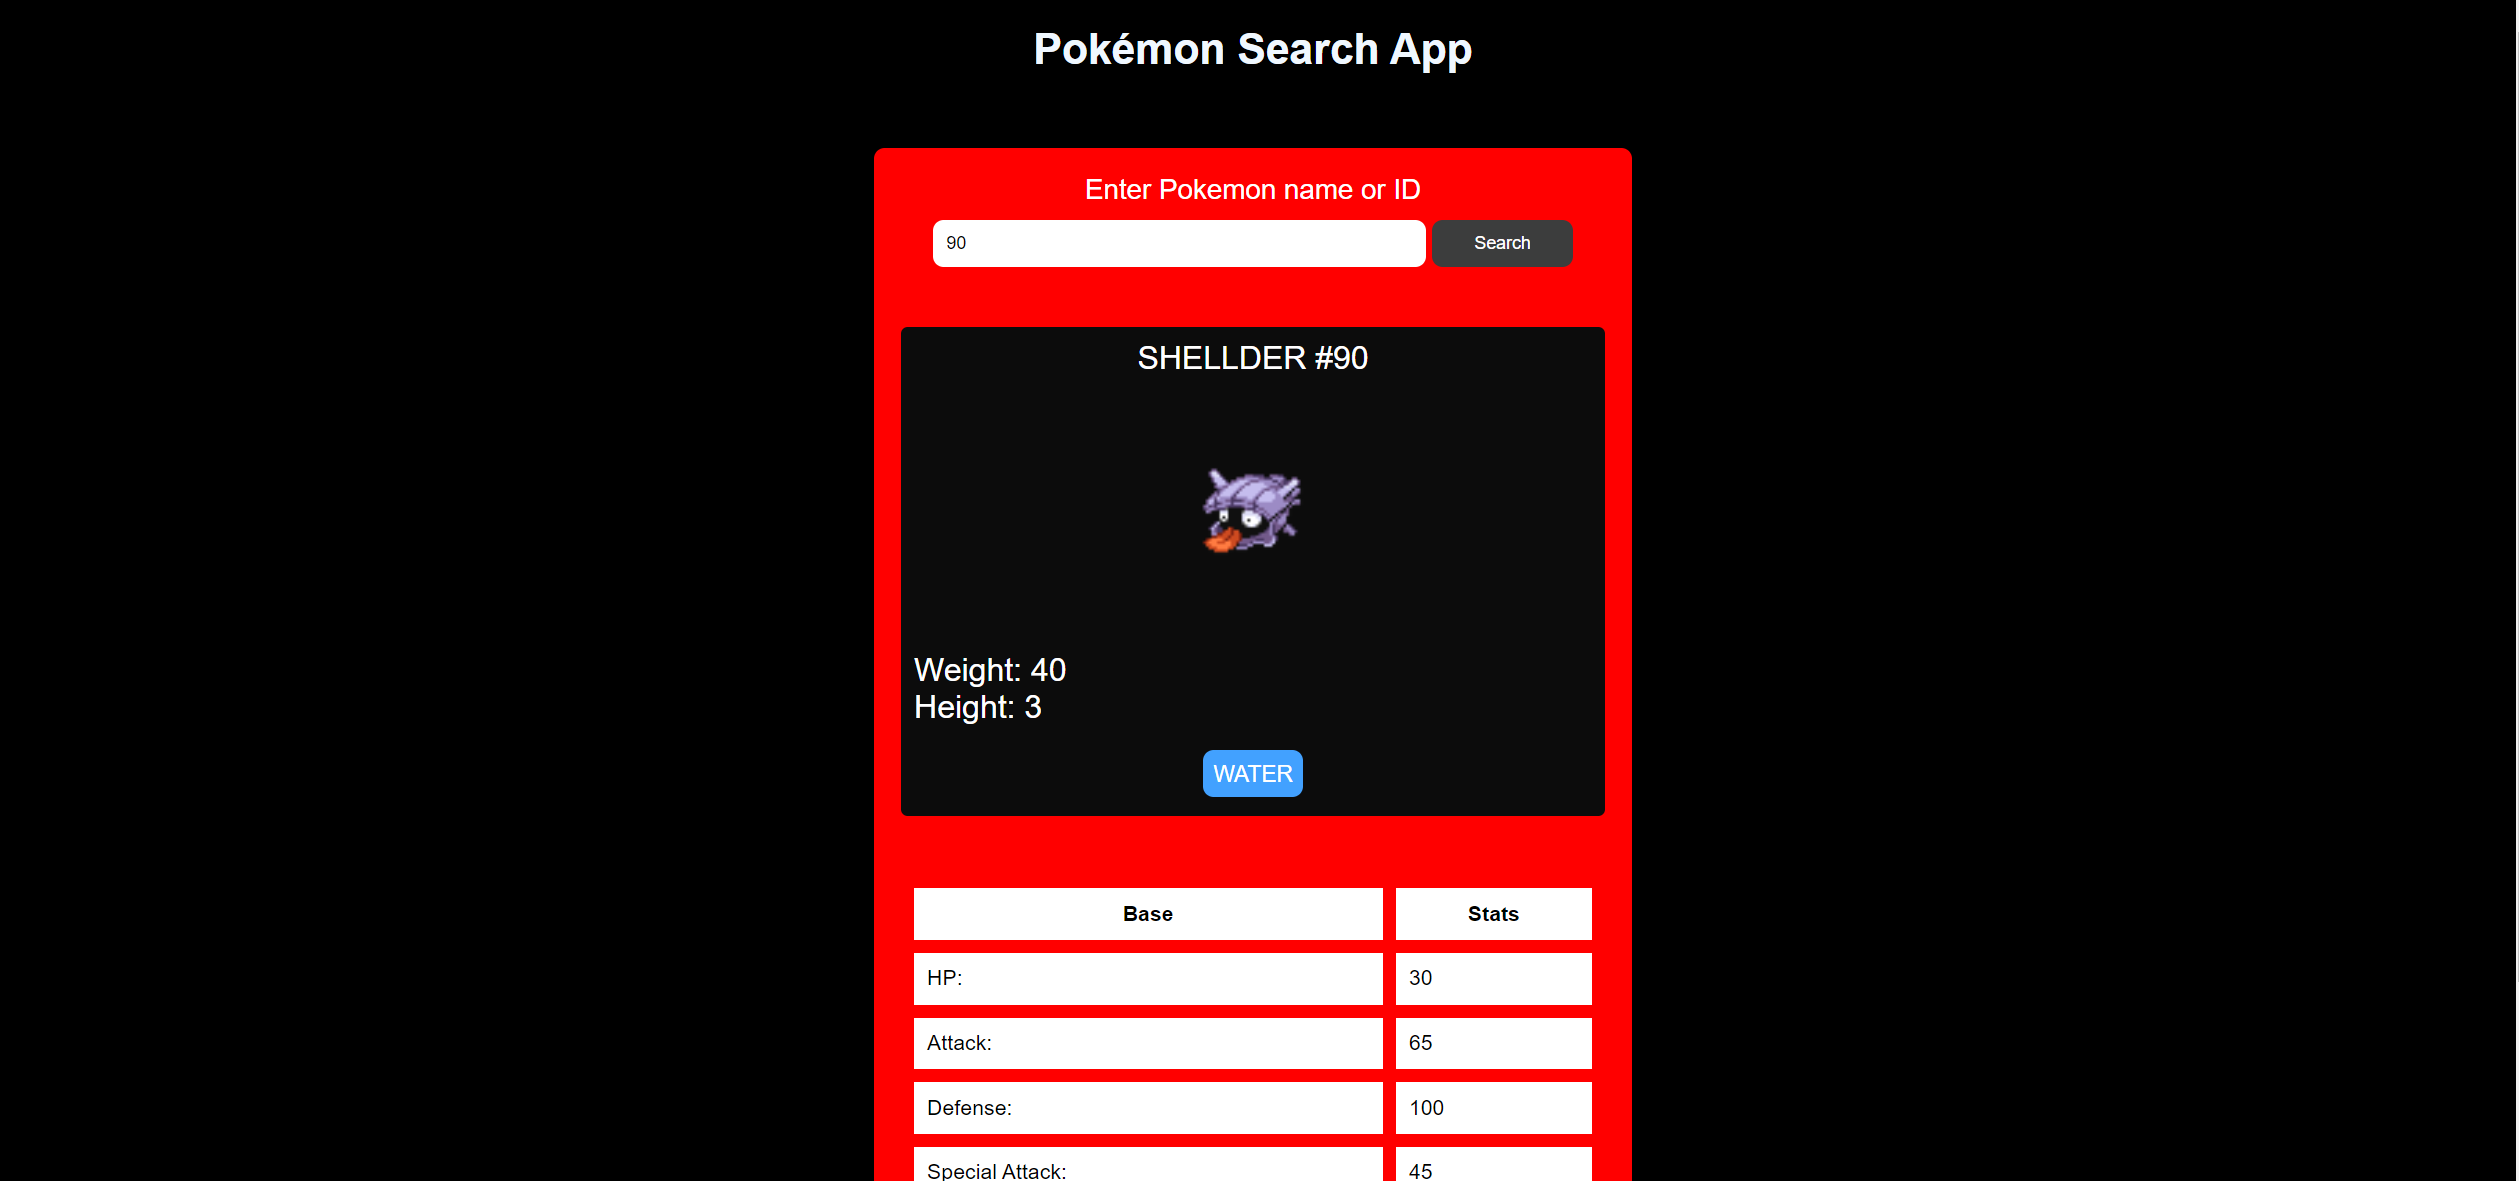 Pokémon Search App
Enter Pokemon name or ID
90 Search
SHELLDER #90
Weight: 40
Height: 3
WATER
Base Stats
HP: 30
Attack: 65
Defense: 100
Special Attack: 45